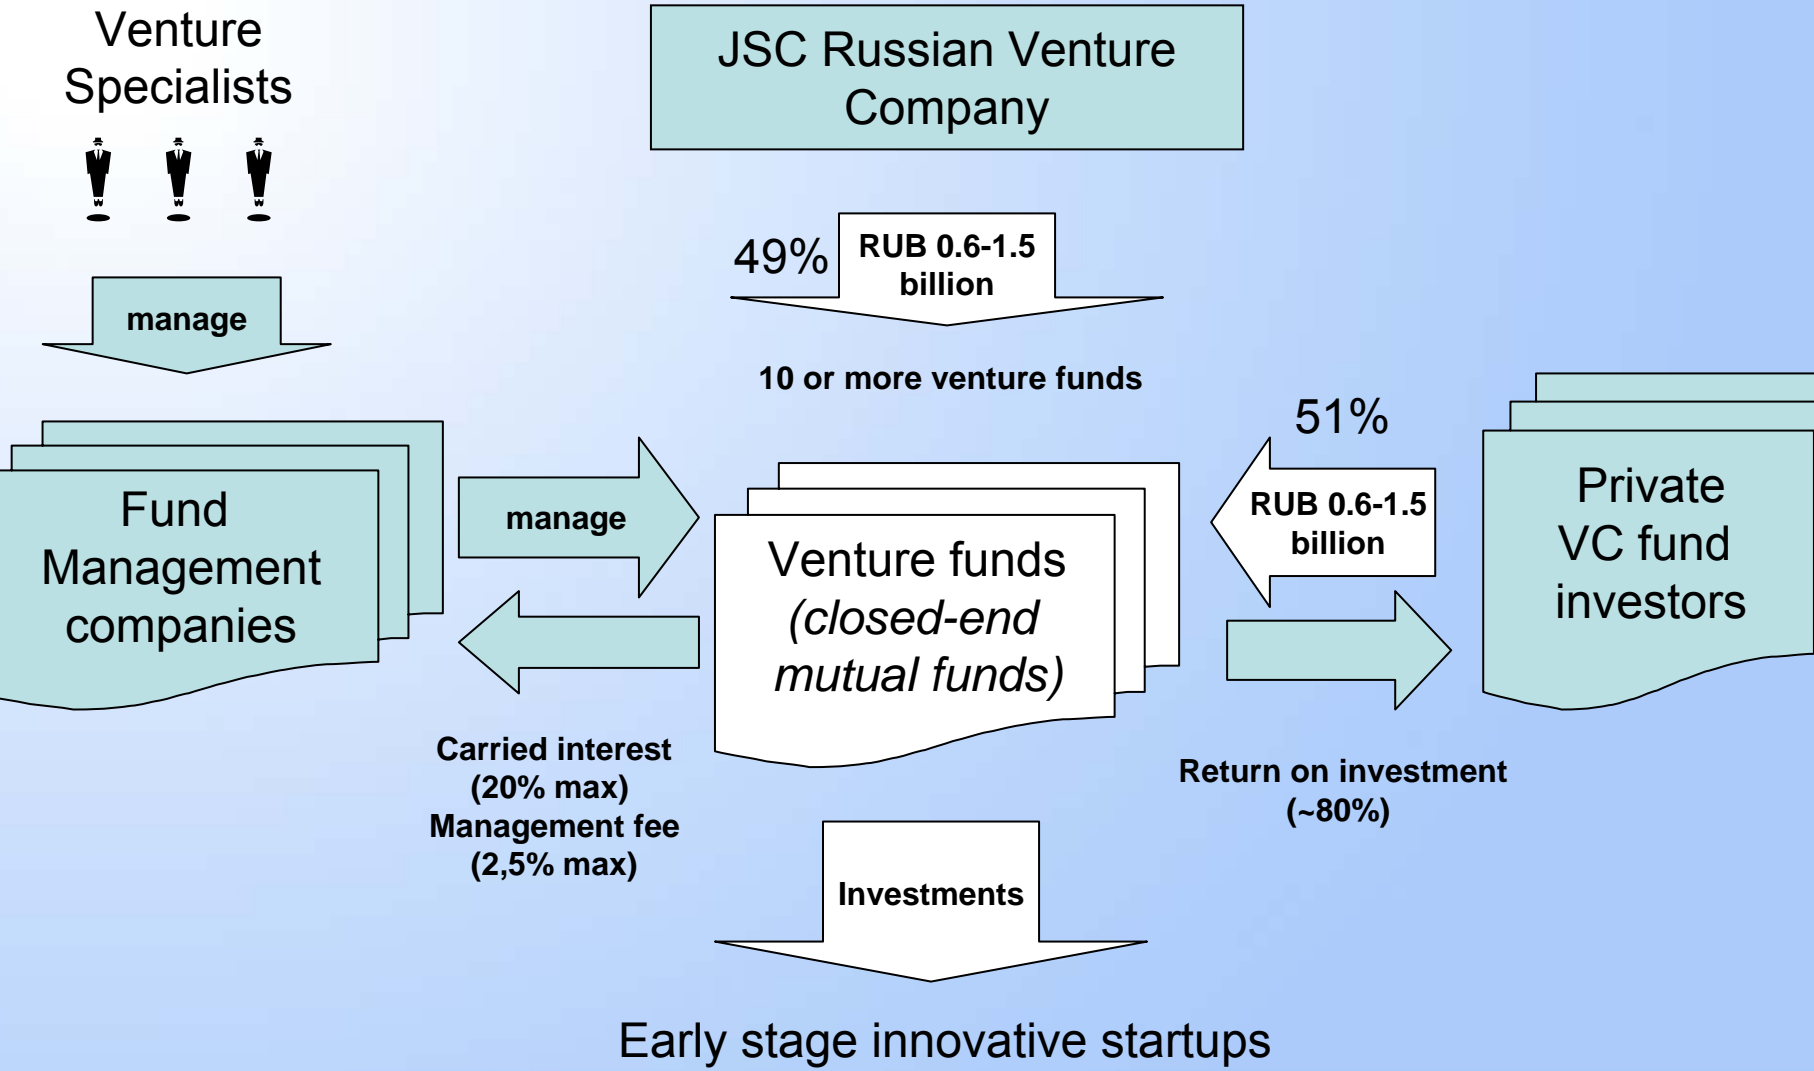 Venture
Specialists
JSC Russian Venture
Company
49%
RUB 0.6-1.5
billion
manage
10 or more venture funds
51%
Fund
Management
companies
manage
Venture funds
(closed-end
mutual funds)
RUB 0.6-1.5
billion
Private
VC fund
investors
Carried interest
(20% max)
Management fee
(2,5% max)
Return on investment
(~80%)
Investments
Early stage innovative startups